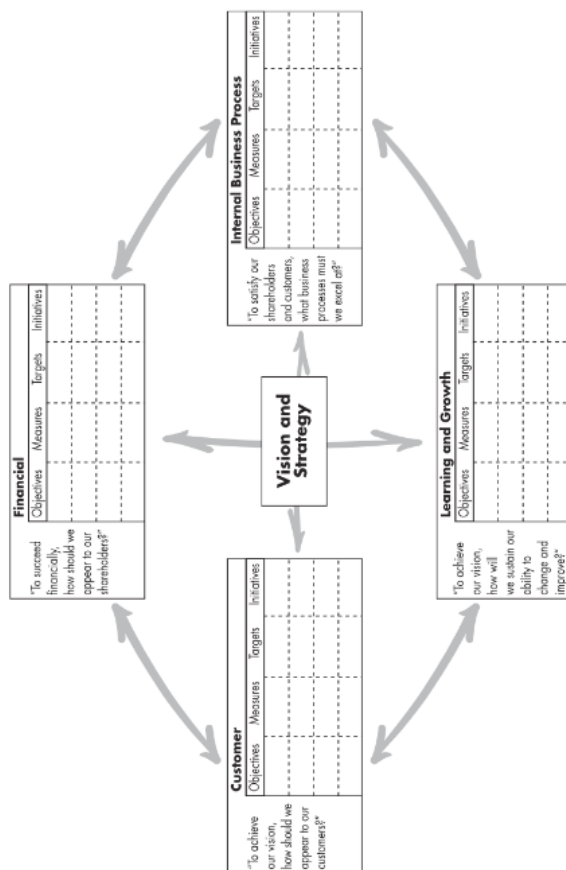 Financial
"To succeed
financially,
how should we
appear to our
shareholders?"
Objectives Measures Targets Initiatives
Customer
"To achieve
our vision,
how should we
appear to our
customers?"
Objectives Measures Targets Initiatives
Vision and
Strategy
Internal Business Process
"To satisfy our
shareholders
and customers,
what business
processes must
we excel at?"
Objectives Measures Targets Initiatives
Learning and Growth
"To achieve
our vision,
how will
we sustain our
ability to
change and
improve?"
Objectives Measures Targets Initiatives